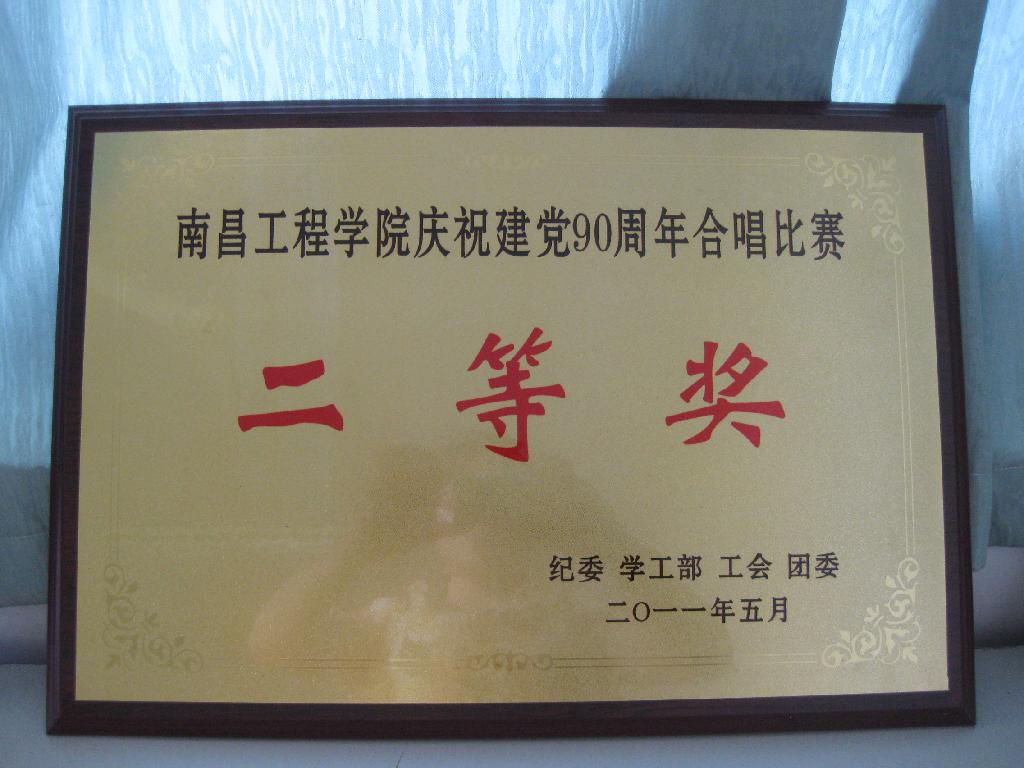 南昌工程学院庆祝建党90周年合唱比赛
二等奖
纪委 学工部 工会 团委
二〇一一年五月